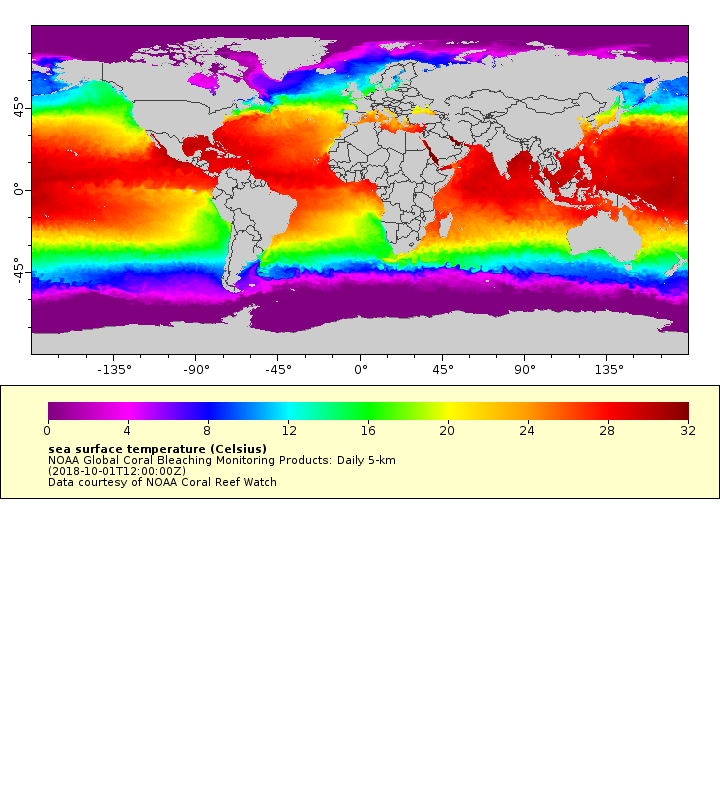 45°
0°
-45°
-135° -90° -45° 0° 45° 90° 135°
0 4 8 12 16 20 24 28 32
sea surface temperature (Celsius)
NOAA Global Coral Bleaching Monitoring Products: Daily 5-km
(2018-10-01T12:00:00Z)
Data courtesy of NOAA Coral Reef Watch